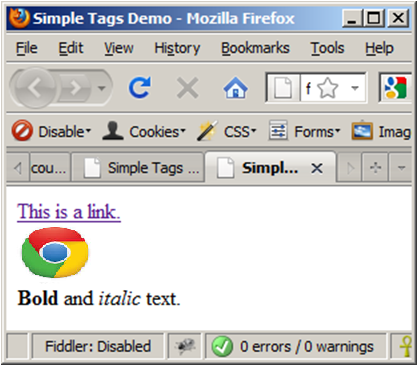 Simple Tags Demo - Mozilla Firefox
File Edit View History Bookmarks Tools Help
f
Disable Cookies CSS Forms Imag
cou... Simple Tags ... Simpl...
This is a link.
Bold and italic text.
Fiddler: Disabled 0 errors / 0 warnings